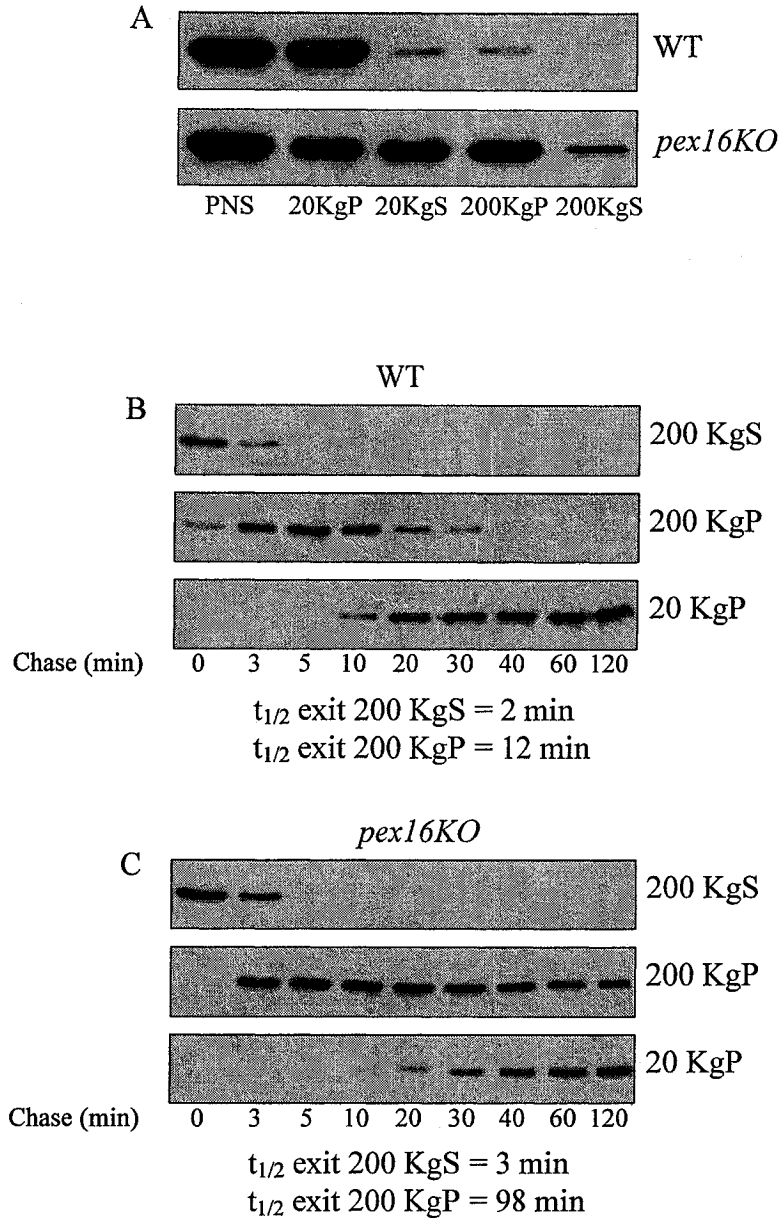 A
WT
pex16KO
PNS 20KgP 20KgS 200KgP 200KgS
WT
B
200 KgS
200 KgP
20 KgP
Chase (min) 0 3 5 10 20 30 40 60 120
t1/2 exit 200 KgS = 2 min
t1/2 exit 200 KgP = 12 min
pex16KO
C
200 KgS
200 KgP
20 KgP
Chase (min) 0 3 5 10 20 30 40 60 120
t1/2 exit 200 KgS = 3 min
t1/2 exit 200 KgP = 98 min